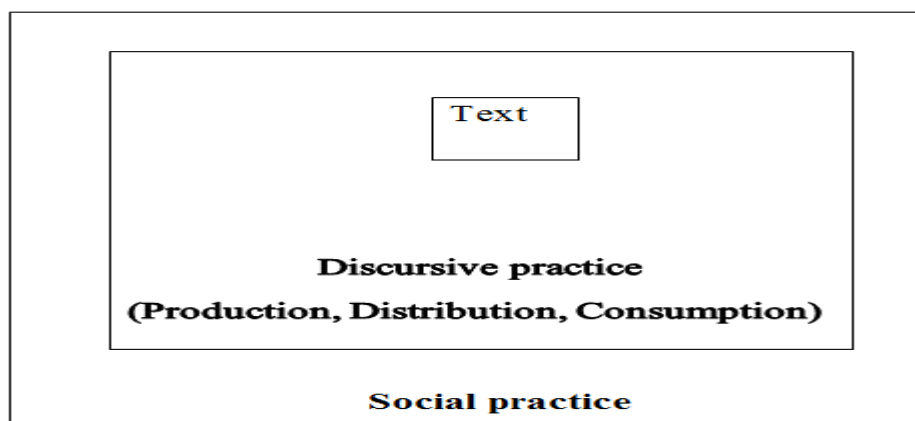 Text
Discursive practice
(Production, Distribution, Consumption)
Social practice